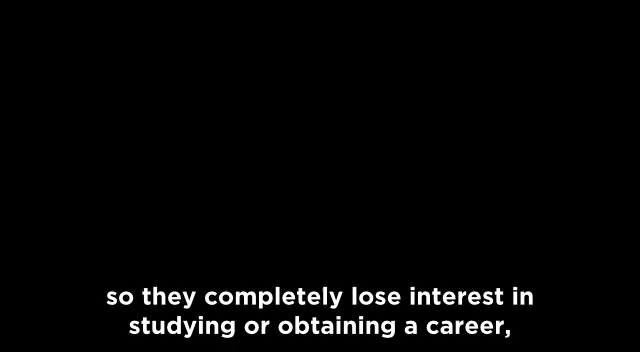 so they completely lose interest in
studying or obtaining a career,